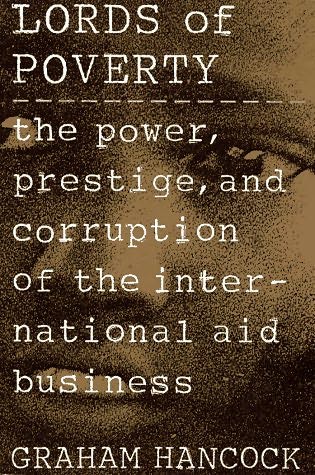 LORDS of
POVERTY
the power,
prestige, and
corruption
of the inter-
national aid
business
GRAHAM HANCOCK